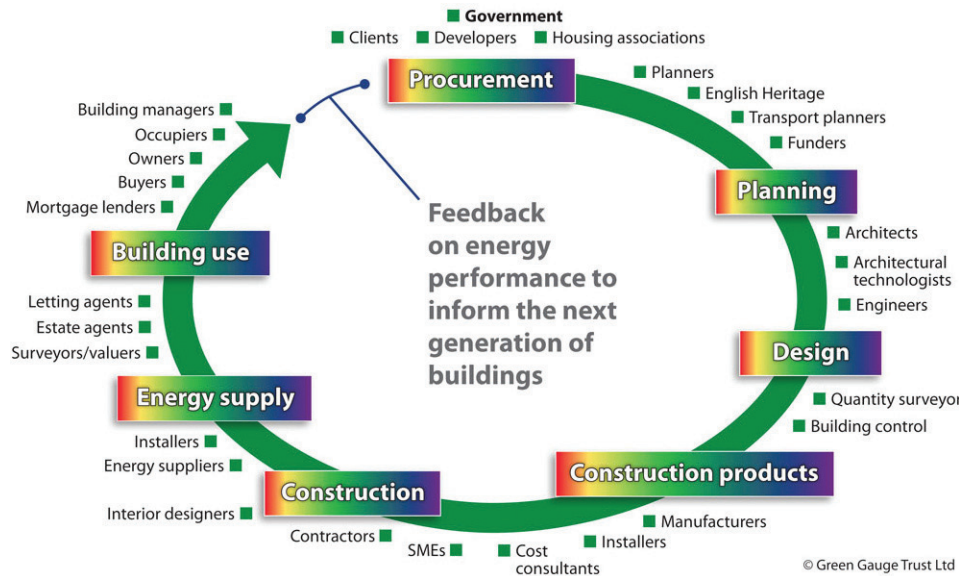 Government
Clients
Developers
Housing associations
Procurement
Planners
English Heritage
Transport planners
Funders
Planning
Architects
Architectural
technologists
Engineers
Design
Quantity surveyor
Building control
Construction products
Manufacturers
Installers
Cost
consultants
SMEs
Contractors
Construction
Interior designers
Energy suppliers
Installers
Energy supply
Surveyors/valuers
Estate agents
Letting agents
Building use
Mortgage lenders
Buyers
Owners
Occupiers
Building managers
Feedback
on energy
performance to
inform the next
generation of
buildings
© Green Gauge Trust Ltd